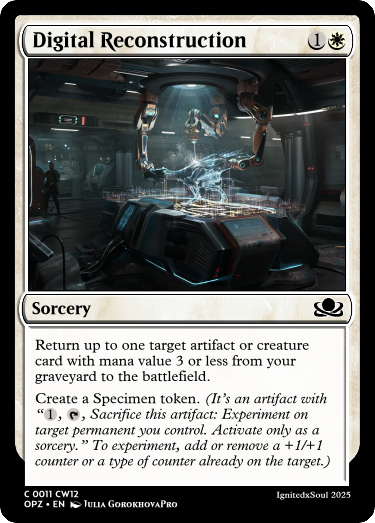 Digital Reconstruction 1
Sorcery
Return up to one target artifact or creature
card with mana value 3 or less from your
graveyard to the battlefield.
Create a Specimen token. (It's an artifact with
“1, , Sacrifice this artifact: Experiment on
target permanent you control. Activate only as a
sorcery.” To experiment, add or remove a +1/+1
counter or a type of counter already on the target.)
C 0011 CW12
OPZ • EN Julia GorokhovaPro
IgnitedxSoul 2025